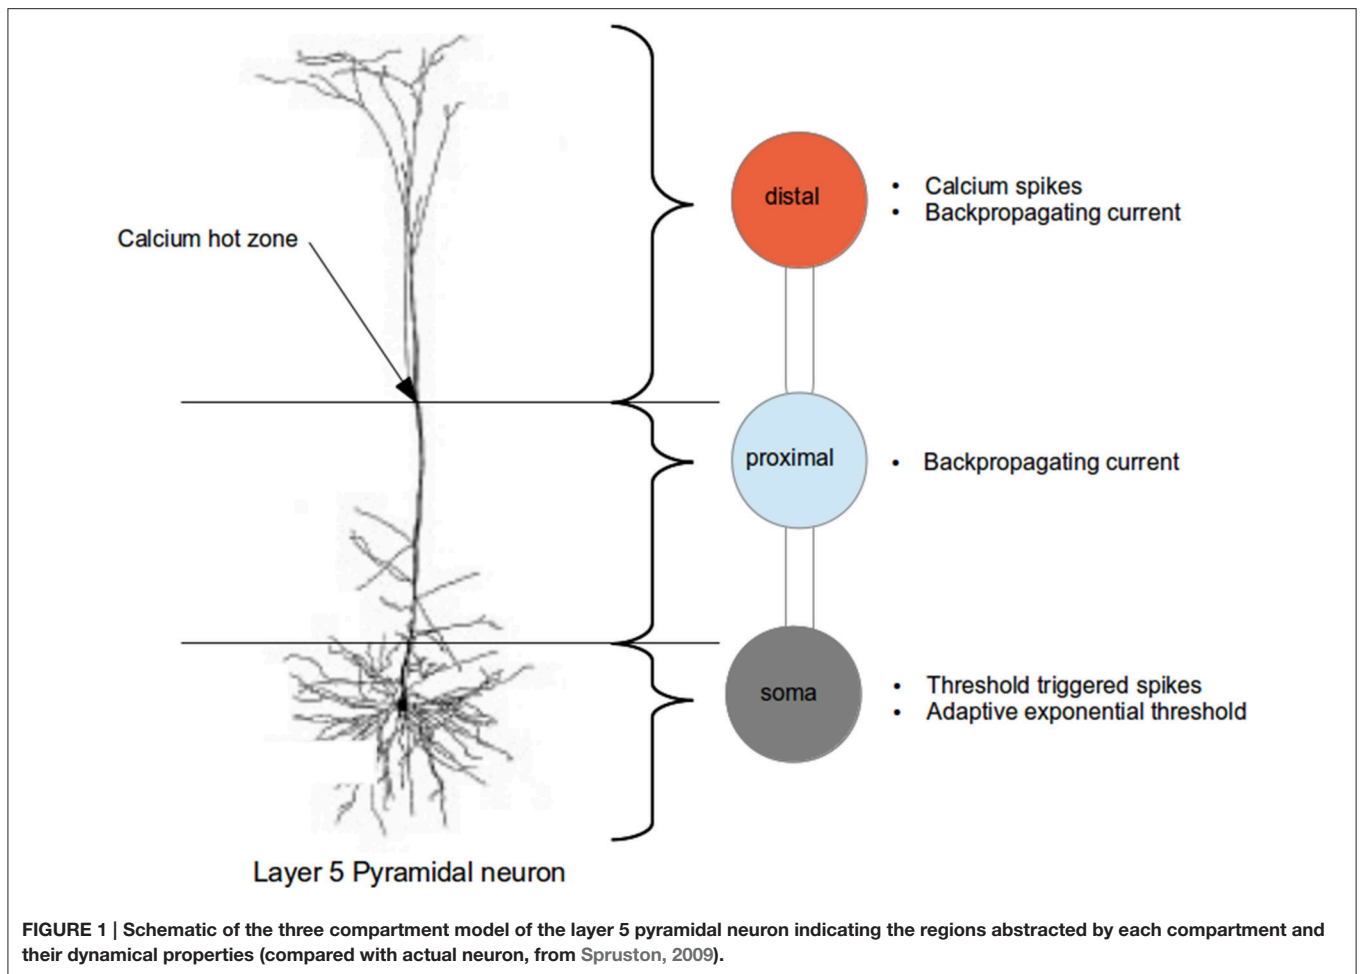 distal
• Calcium spikes
• Backpropagating current
Calcium hot zone
proximal
• Backpropagating current
soma
• Threshold triggered spikes
• Adaptive exponential threshold
Layer 5 Pyramidal neuron
FIGURE 1 | Schematic of the three compartment model of the layer 5 pyramidal neuron indicating the regions abstracted by each compartment and
their dynamical properties (compared with actual neuron, from Spruston, 2009).